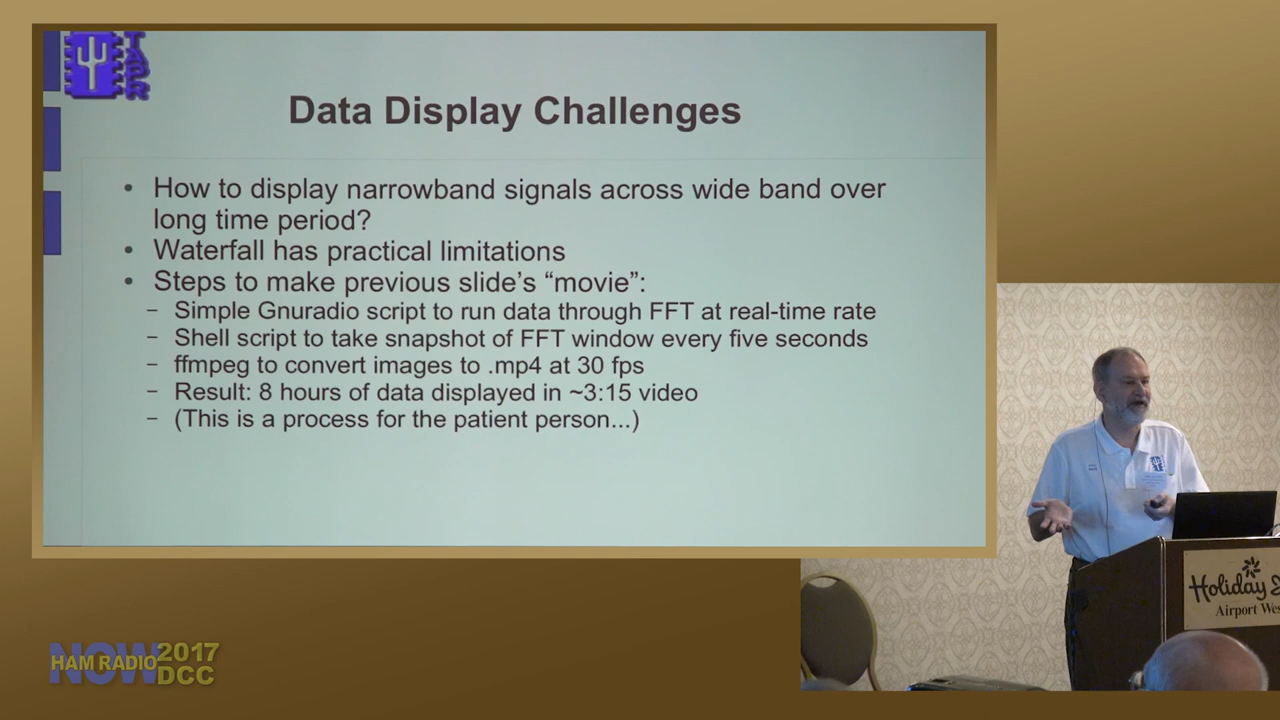 TAPR
Data Display Challenges
• How to display narrowband signals across wide band over
long time period?
• Waterfall has practical limitations
• Steps to make previous slide's “movie”:
– Simple Gnuradio script to run data through FFT at real-time rate
– Shell script to take snapshot of FFT window every five seconds
– ffmpeg to convert images to .mp4 at 30 fps
– Result: 8 hours of data displayed in ~3:15 video
– (This is a process for the patient person...)
Holiday
Airport Wes
HAM RADIO
NOW
2017
DCC